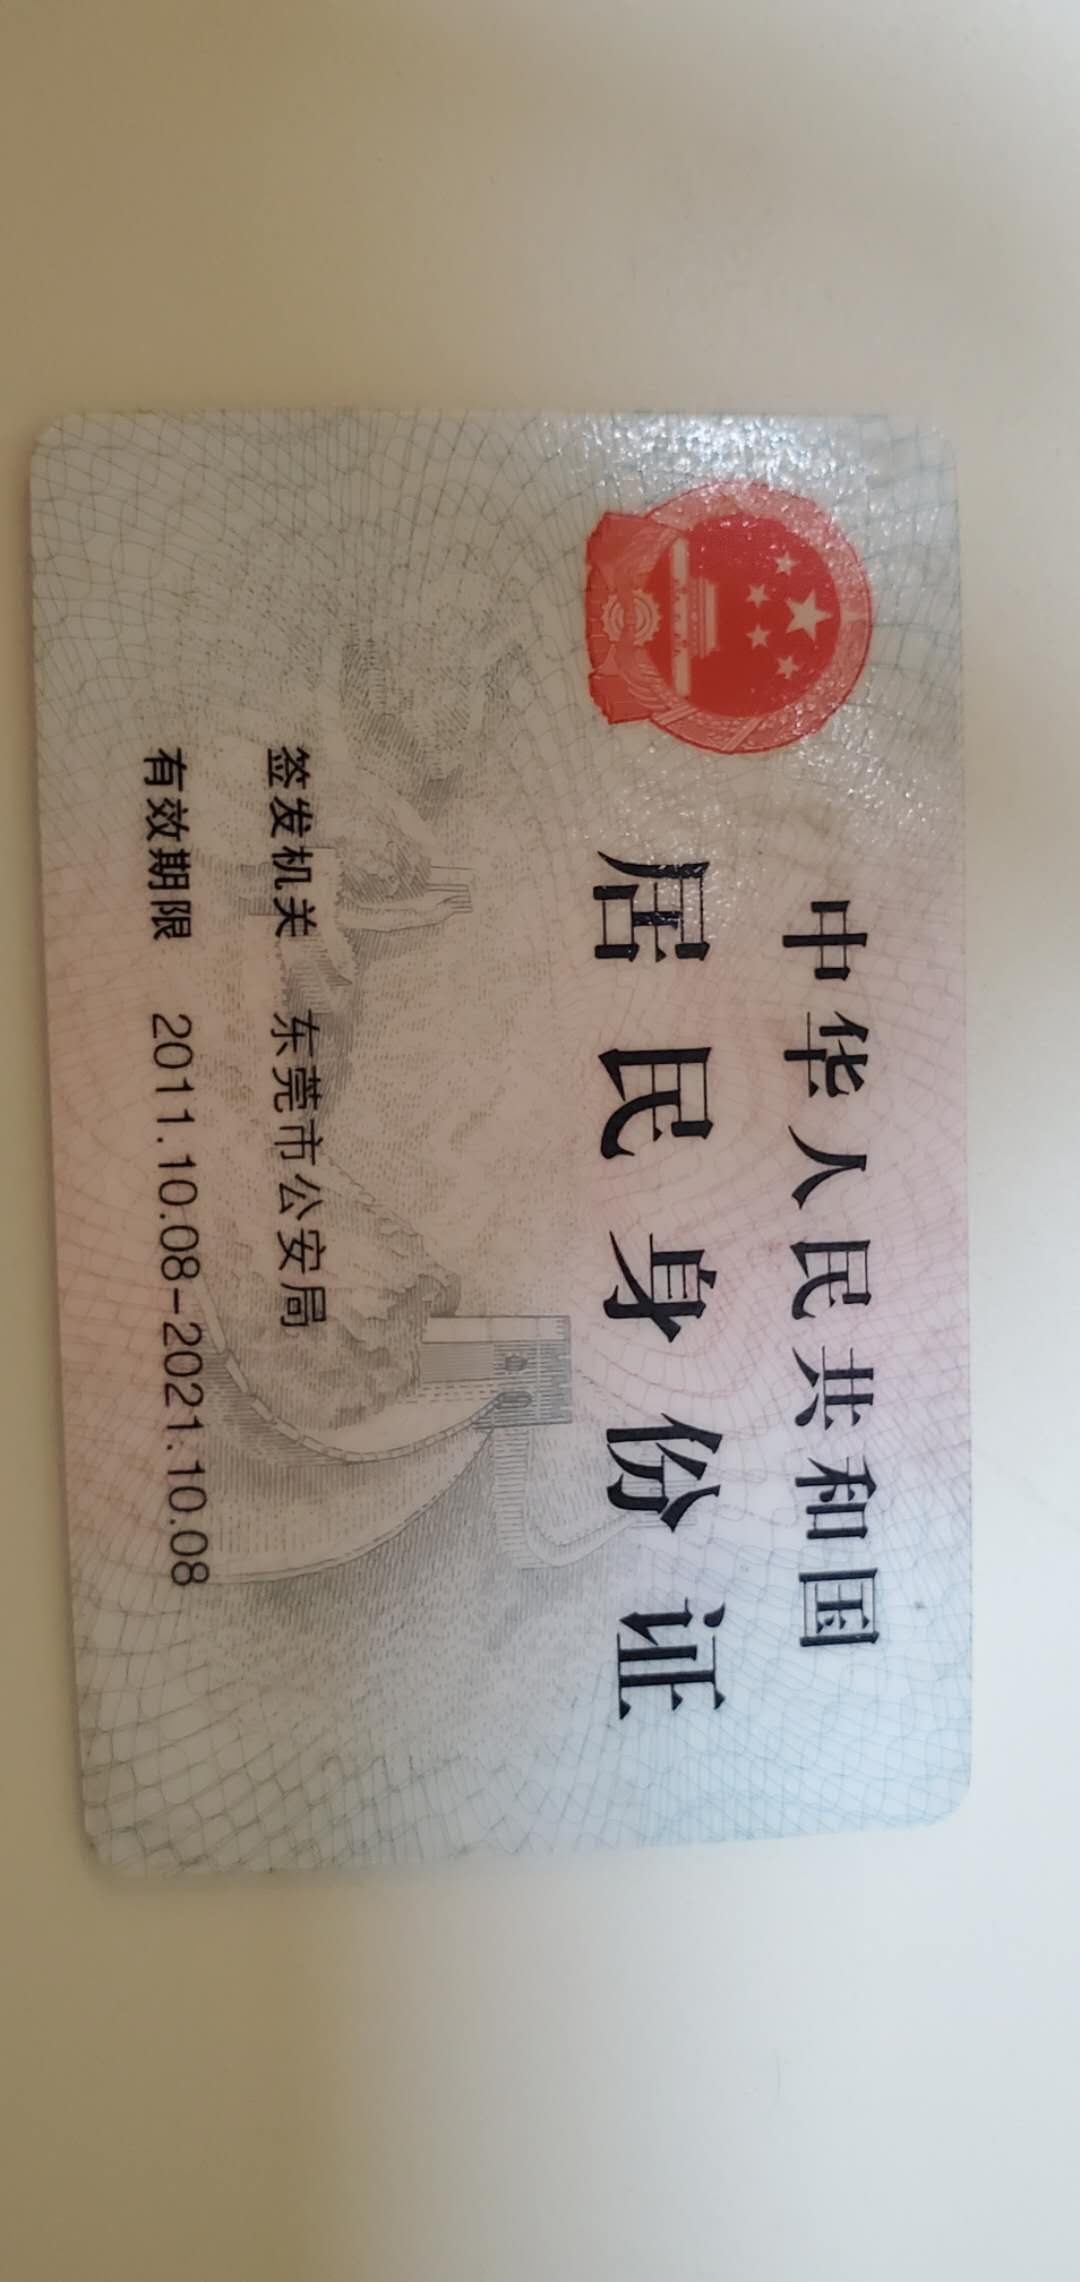 中华人民共和国
居民身份证
签发机关 东莞市公安局
有效期限 2011.10.08-2021.10.08